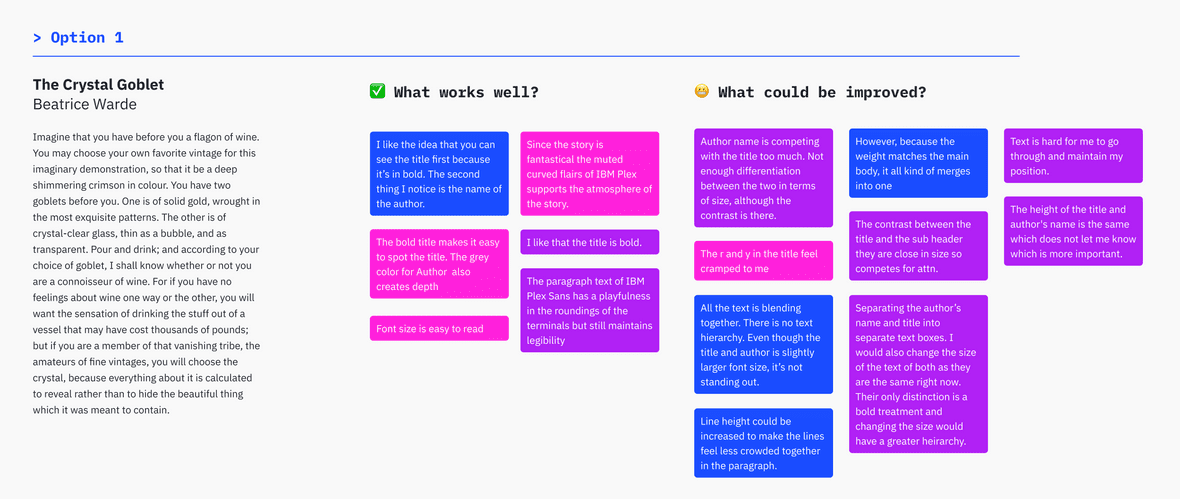 > Option 1
The Crystal Goblet
Beatrice Warde
Imagine that you have before you a flagon of wine.
You may choose your own favorite vintage for this
imaginary demonstration, so that it be a deep
shimmering crimson in colour. You have two
goblets before you. One is of solid gold, wrought in
the most exquisite patterns. The other is of
crystal-clear glass, thin as a bubble, and as
transparent. Pour and drink; and according to your
choice of goblet, I shall know whether or not you
are a connoisseur of wine. For if you have no
feelings about wine one way or the other, you will
want the sensation of drinking the stuff out of a
vessel that may have cost thousands of pounds;
but if you are a member of that vanishing tribe, the
amateurs of fine vintages, you will choose the
crystal, because everything about it is calculated
to reveal rather than to hide the beautiful thing
which it was meant to contain.
What works well?
I like the idea that you can
see the title first because
it's in bold. The second
thing I notice is the name of
the author.
The bold title makes it easy
to spot the title. The grey
color for Author also
creates depth
Font size is easy to read
Since the story is
fantastical the muted
curved flairs of IBM Plex
supports the atmosphere of
the story.
I like that the title is bold.
The paragraph text of IBM
Plex Sans has a playfulness
in the roundings of the
terminals but still maintains
legibility
What could be improved?
Author name is competing
with the title too much. Not
enough differentiation
between the two in terms
of size, although the
contrast is there.
The r and y in the title feel
cramped to me
All the text is blending
together. There is no text
hierarchy. Even though the
title and author is slightly
larger font size, it's not
standing out.
Line height could be
increased to make the lines
feel less crowded together
in the paragraph.
However, because the
weight matches the main
body, it all kind of merges
into one
The contrast between the
title and the sub header
they are close in size so
competes for attn.
Separating the author's
name and title into
separate text boxes. I
would also change the size
of the text of both as they
are the same right now.
Their only distinction is a
bold treatment and
changing the size would
have a greater heirarchy.
Text is hard for me to go
through and maintain my
position.
The height of the title and
author's name is the same
which does not let me know
which is more important.